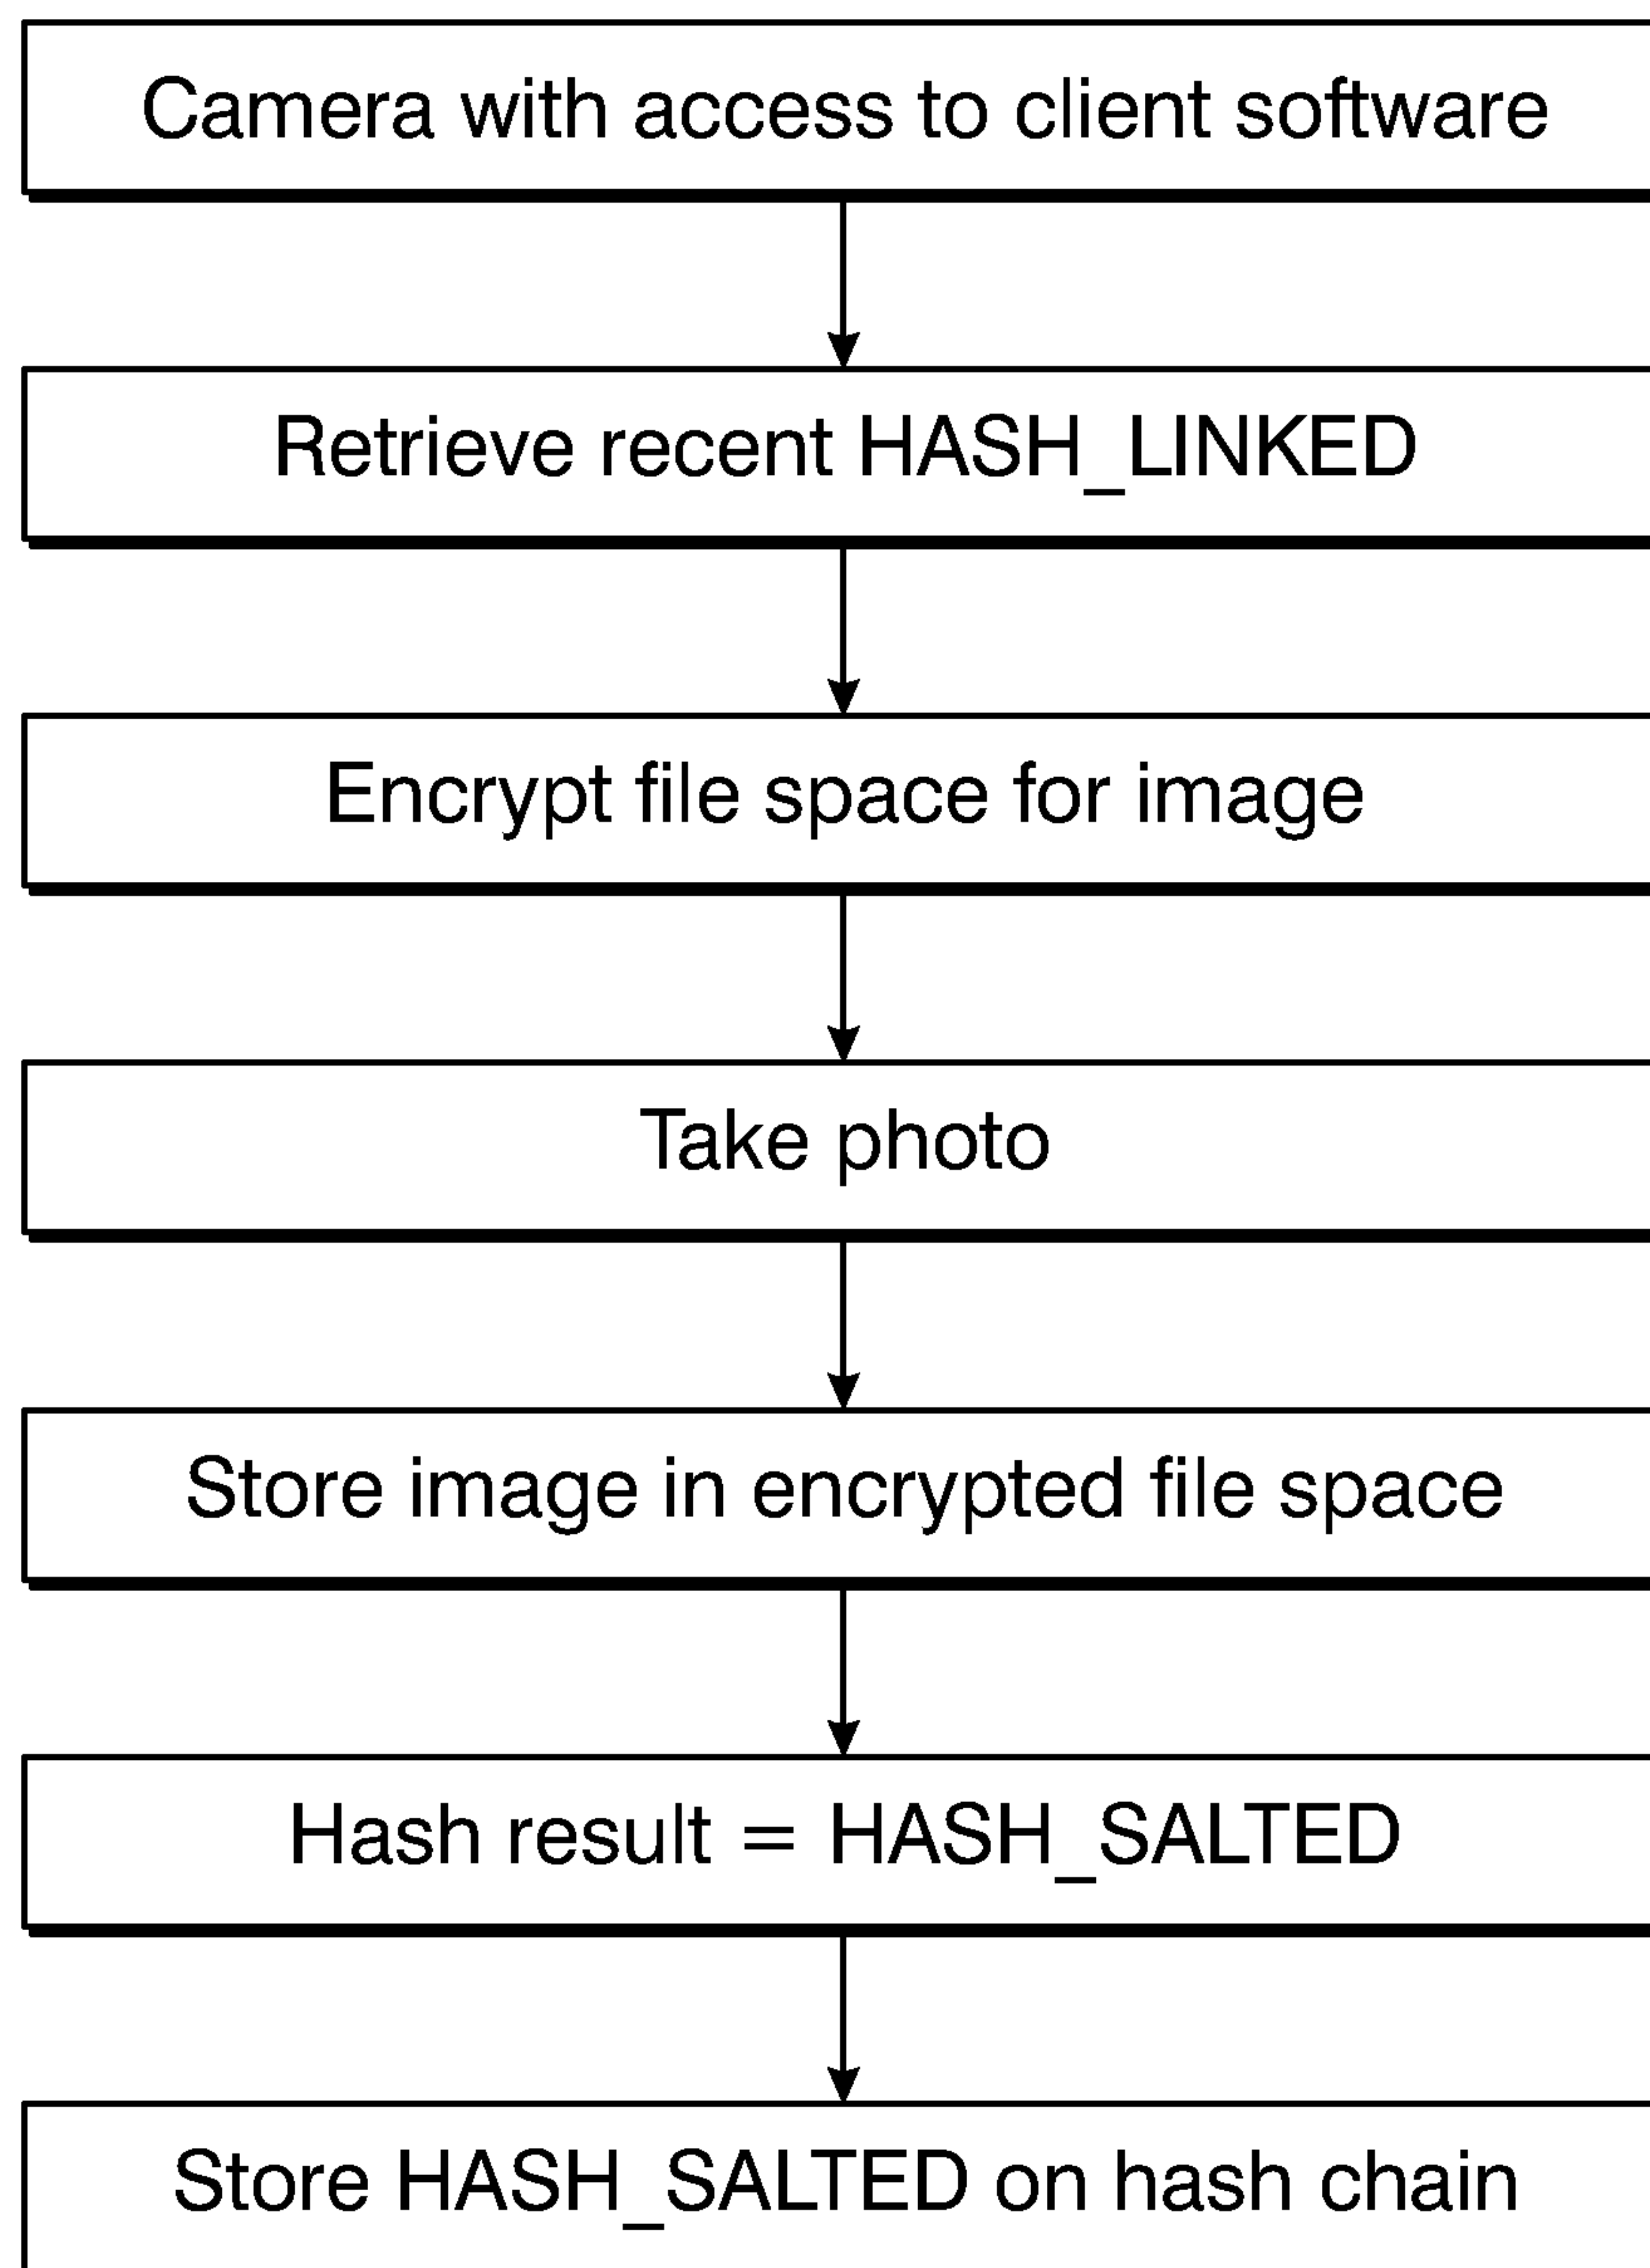 Camera with access to client software
Retrieve recent HASH_LINKED
Encrypt file space for image
Take photo
Store image in encrypted file space
Hash result = HASH_SALTED
Store HASH_SALTED on hash chain